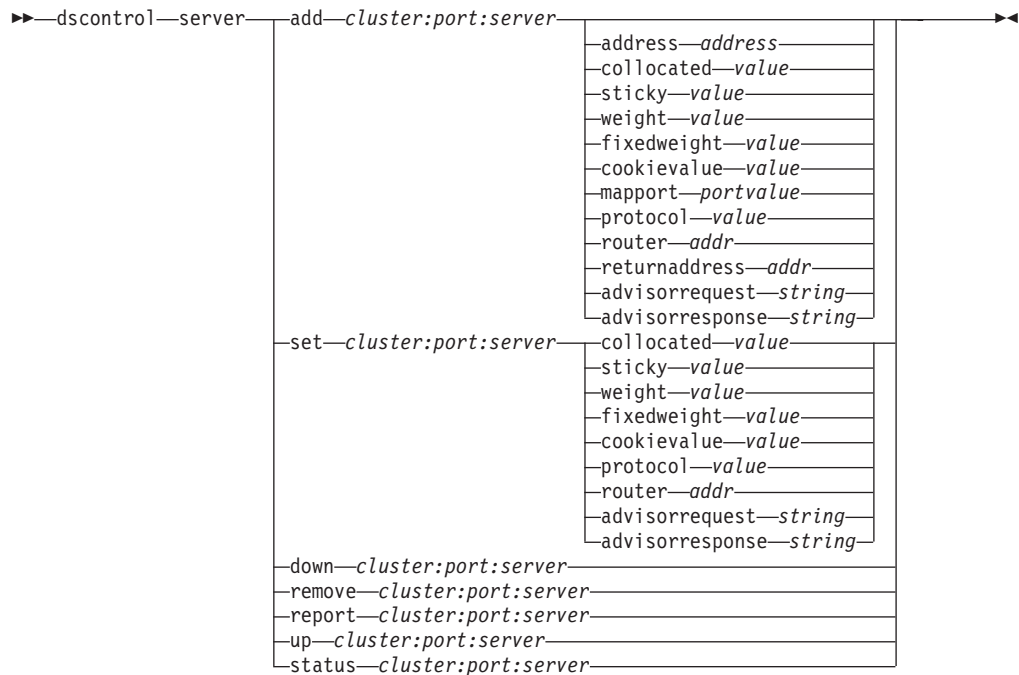 dscontrol server add cluster:port:server
address address
collocated value
sticky value
weight value
fixedweight value
cookievalue value
mapport portvalue
protocol value
router addr
returnaddress addr
advisorrequest string
advisorresponse string
set cluster:port:server collocated value
sticky value
weight value
fixedweight value
cookievalue value
protocol value
router addr
advisorrequest string
advisorresponse string
down cluster:port:server
remove cluster:port:server
report cluster:port:server
up cluster:port:server
status cluster:port:server